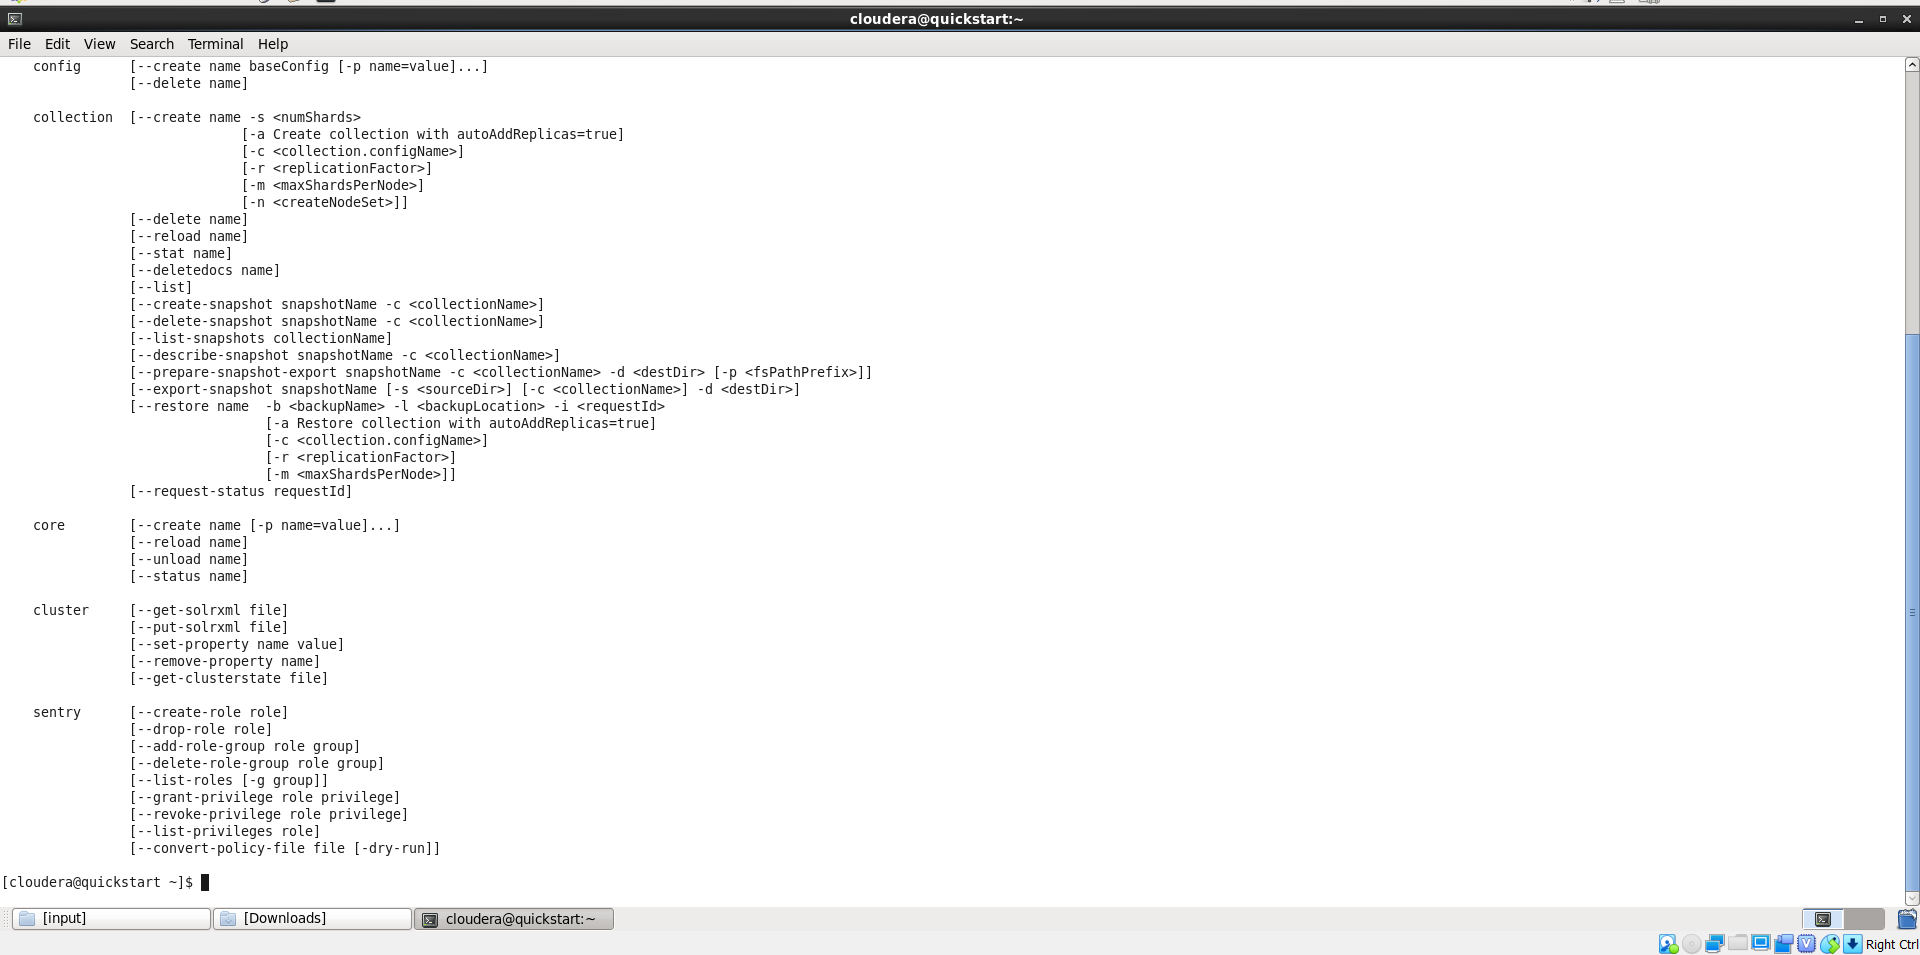 cloudera@quickstart:~
File Edit View Search Terminal Help
config [--create name baseConfig [-p name=value]...]
[--delete name]
collection [--create name -s <numShards>
[-a Create collection with autoAddReplicas=true]
[-c <collection.configName>]
[-r <replicationFactor>]
[-m <maxShardsPerNode>]
[-n <createNodeSet>]]
[--delete name]
[--reload name]
[--stat name]
[--deletedocs name]
[--list]
[--create-snapshot snapshotName -c <collectionName>]
[--delete-snapshot snapshotName -c <collectionName>]
[--list-snapshots collectionName]
[--describe-snapshot snapshotName -c <collectionName>]
[--prepare-snapshot-export snapshotName -c <collectionName> -d <destDir> [-p <fsPathPrefix>]]
[--export-snapshot snapshotName [-s <sourceDir>] [-c <collectionName>] -d <destDir>]
[--restore name  -b <backupName> -l <backupLocation> -i <requestId>
[-a Restore collection with autoAddReplicas=true]
[-c <collection.configName>]
[-r <replicationFactor>]
[-m <maxShardsPerNode>]]
[--request-status requestId]
core [--create name [-p name=value]...]
[--reload name]
[--unload name]
[--status name]
cluster [--get-solrxml file]
[--put-solrxml file]
[--set-property name value]
[--remove-property name]
[--get-clusterstate file]
sentry [--create-role role]
[--drop-role role]
[--add-role-group role group]
[--delete-role-group role group]
[--list-roles [-g group]]
[--grant-privilege role privilege]
[--revoke-privilege role privilege]
[--list-privileges role]
[--convert-policy-file file [-dry-run]]
[cloudera@quickstart ~]$
[input] [Downloads] cloudera@quickstart:~
Right Ctrl